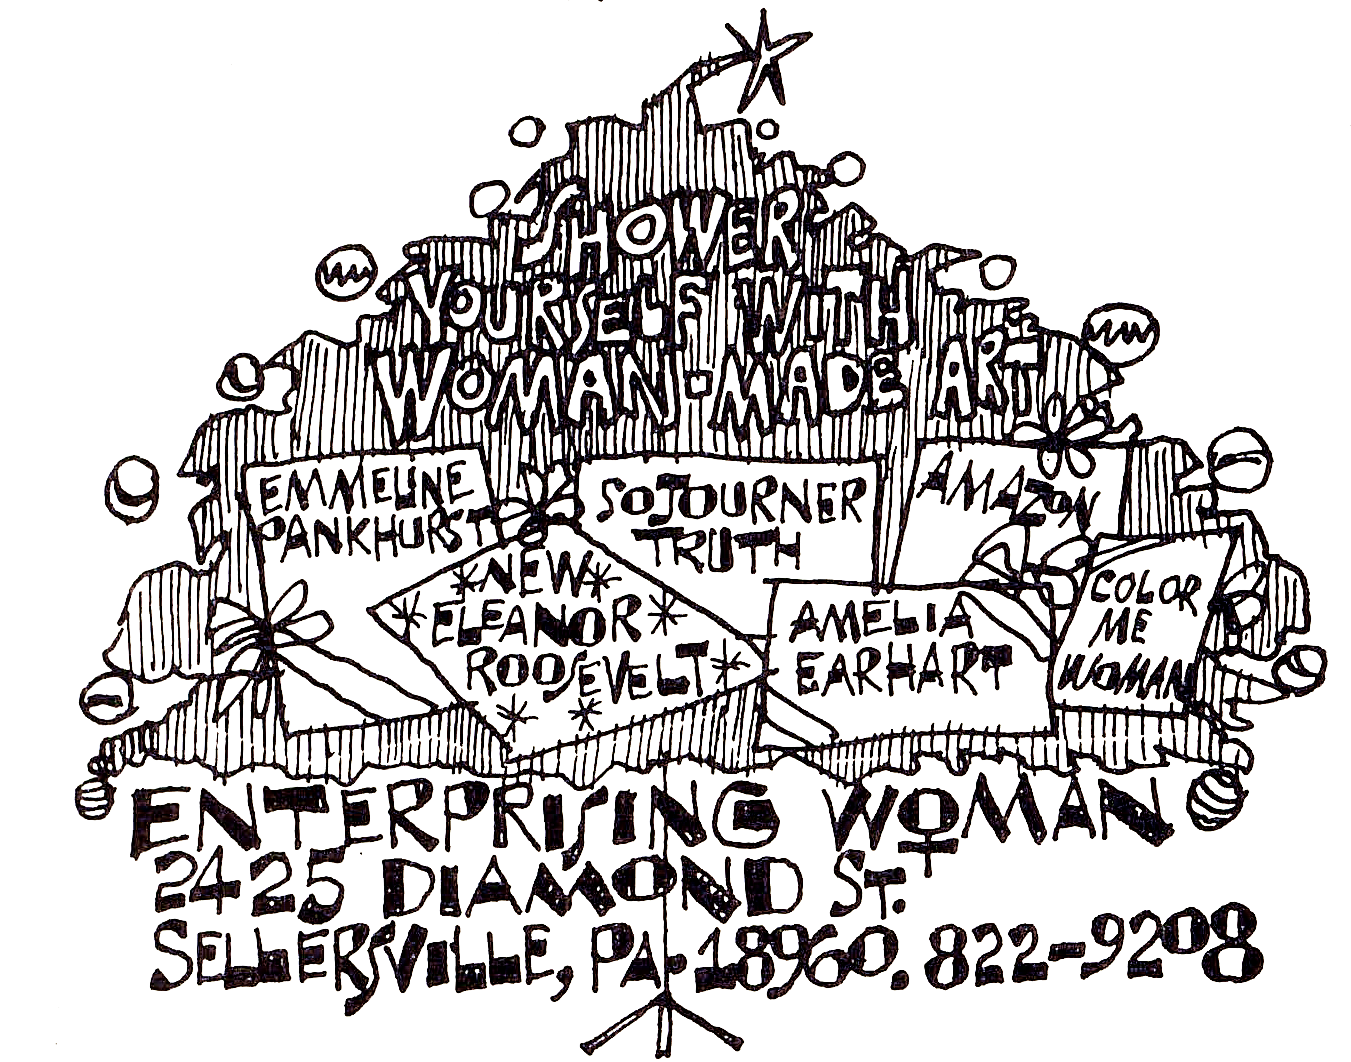 SHOWER
YOURSELF WITH
WOMAN-MADE ART
EMMELINE
PANKHURST
SOJOURNER
TRUTH
AMAZON
NEW
ELEANOR
ROOSEVELT
AMELIA
EARHART
COLOR
ME
WOMAN
ENTERPRISING WOMAN
2425 DIAMOND ST.
SELLERSVILLE, PA. 18960. 822-9208